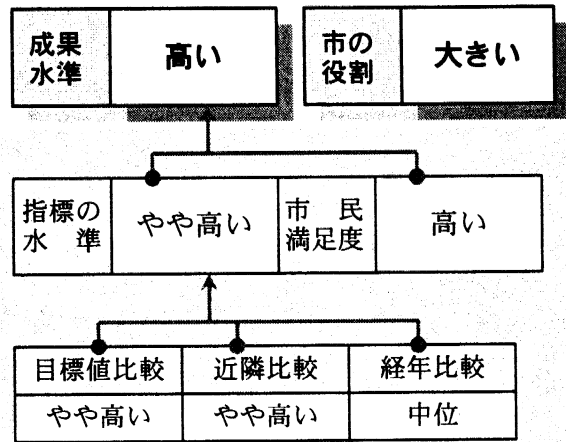 成果
水準
高い
市の
役割
大きい
指標の
水準
やや高い
市民
満足度
高い
目標値比較
近隣比較
経年比較
やや高い
やや高い
中位